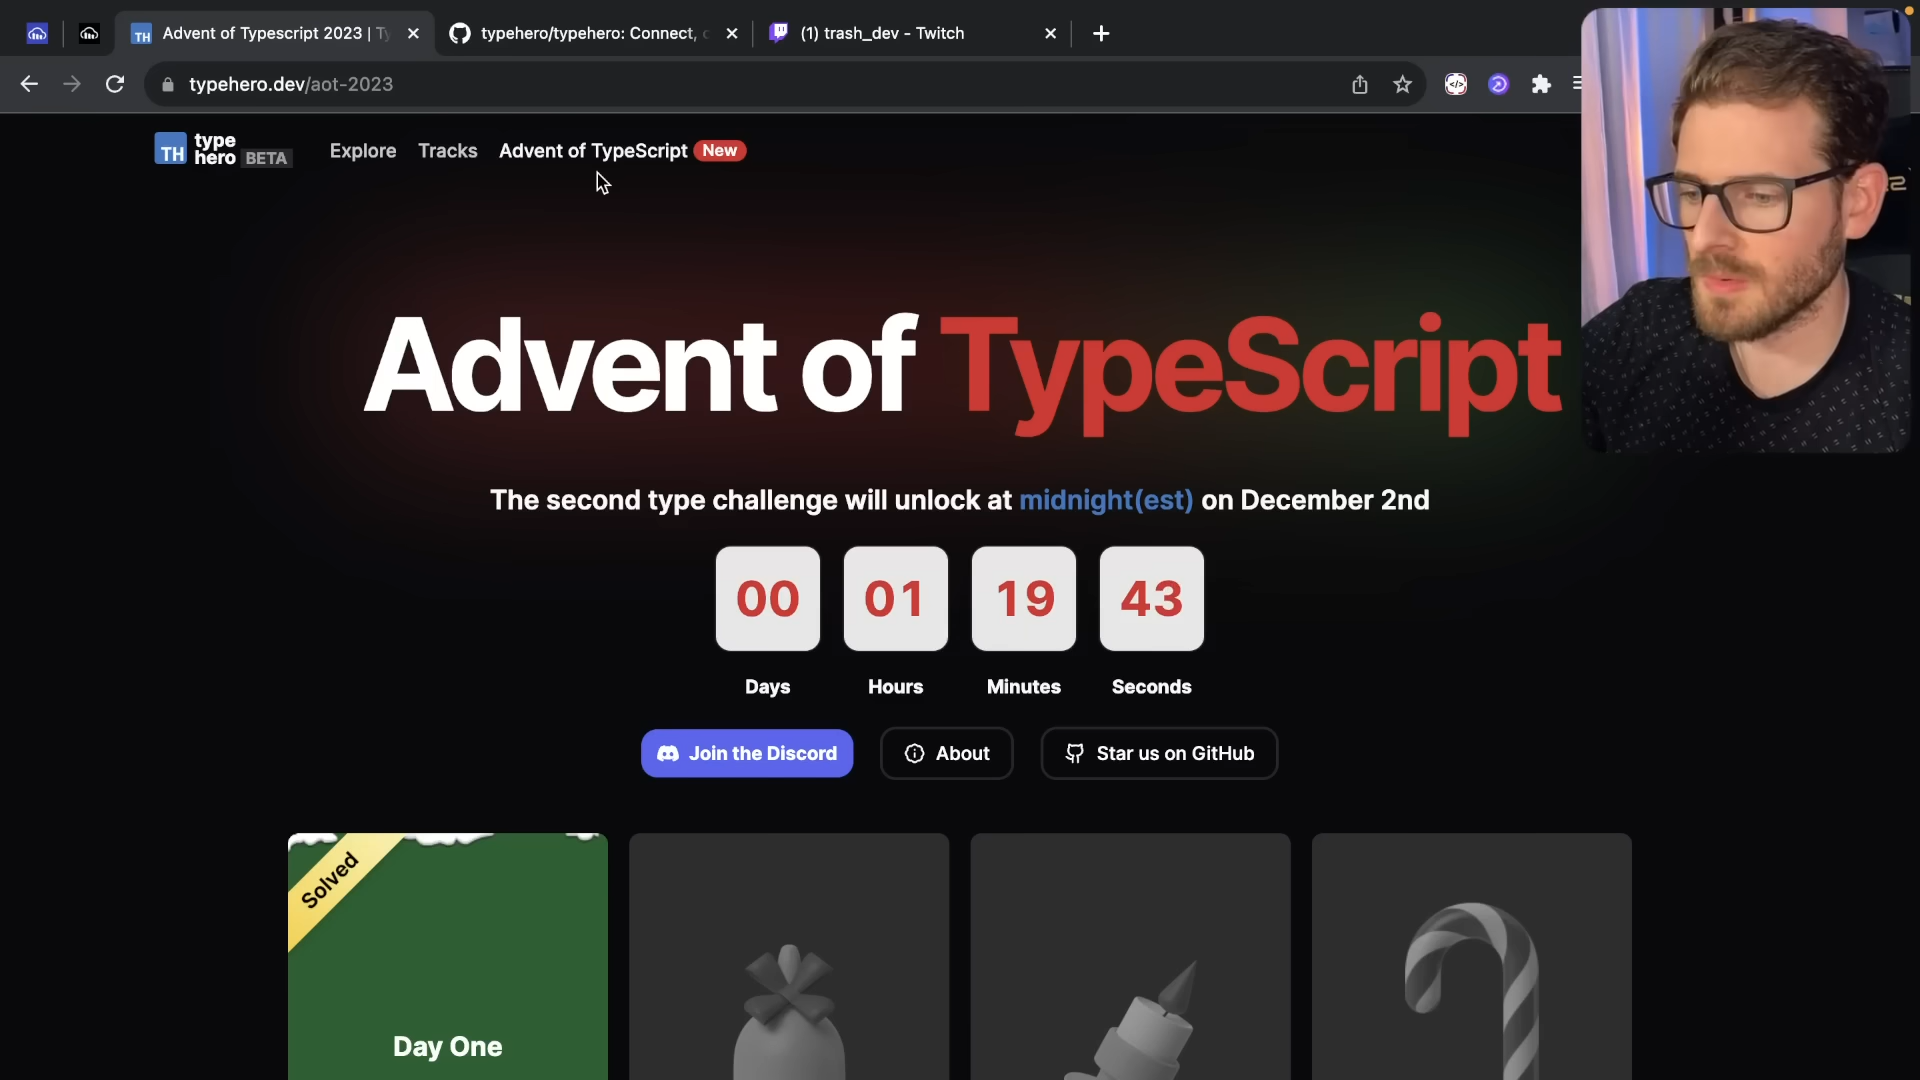 Advent of Typescript 2023 | Ty
typehero/typehero: Connect, c
(1) trash_dev - Twitch
typehero.dev/aot-2023
TH
type
hero BETA
Explore
Tracks
Advent of TypeScript New
Advent of TypeScript
The second type challenge will unlock at midnight(est) on December 2nd
00
01
19
43
Days
Hours
Minutes
Seconds
Join the Discord
About
Star us on GitHub
Solved
Day One